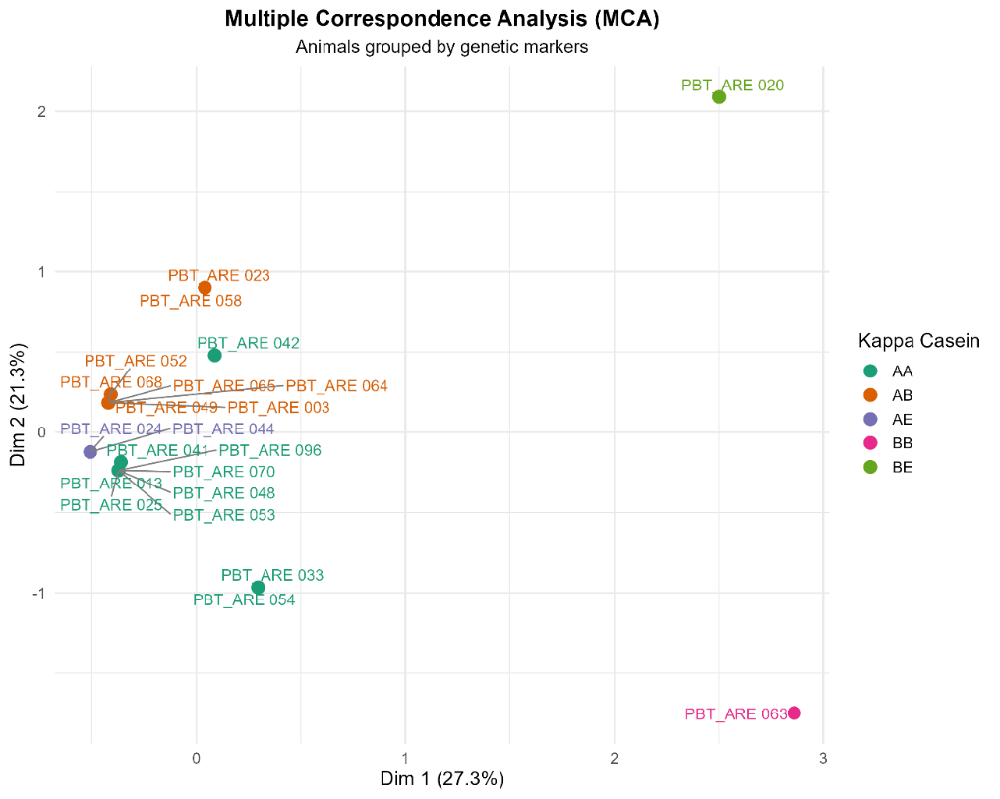 Multiple Correspondence Analysis (MCA)
Animals grouped by genetic markers
PBT_ARE 020
2
PBT_ARE 023
1
PBT_ARE 058
PBT_ARE 042
PBT_ARE 052
PBT_ARE 068
PBT_ARE 065
PBT_ARE 064
PBT_ARE 049
PBT_ARE 003
PBT_ARE 024
PBT_ARE 044
0
PBT_ARE 041
PBT_ARE 096
PBT_ARE 070
PBT_ARE 013
PBT_ARE 048
PBT_ARE 025
PBT_ARE 053
PBT_ARE 033
-1
PBT_ARE 054
PBT_ARE 063
0
1
2
3
Dim 1 (27.3%)
Dim 2 (21.3%)
Kappa Casein
AA
AB
AE
BB
BE